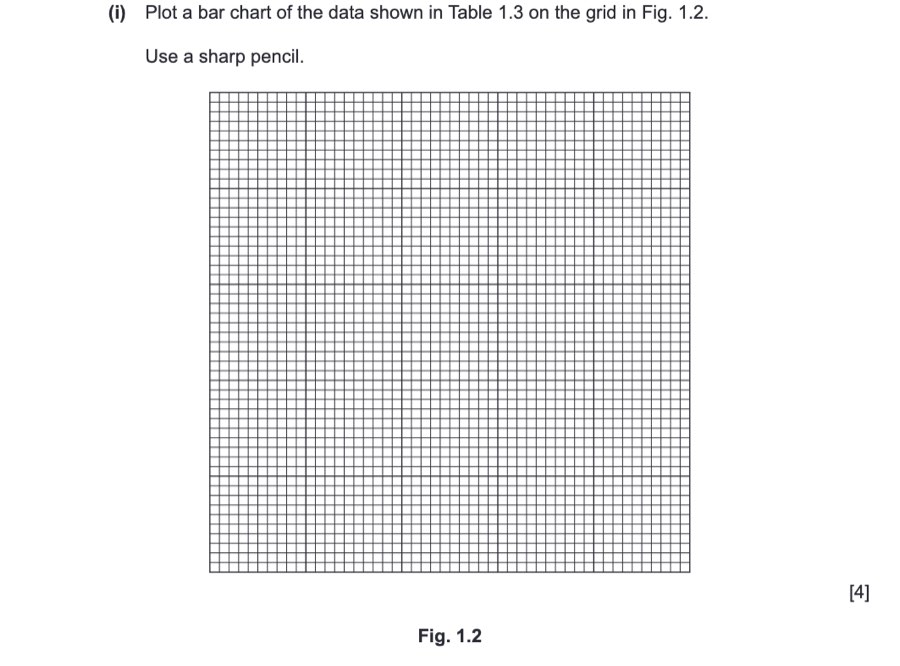 (i) Plot a bar chart of the data shown in Table 1.3 on the grid in Fig. 1.2.
Use a sharp pencil.
[4]
Fig. 1.2